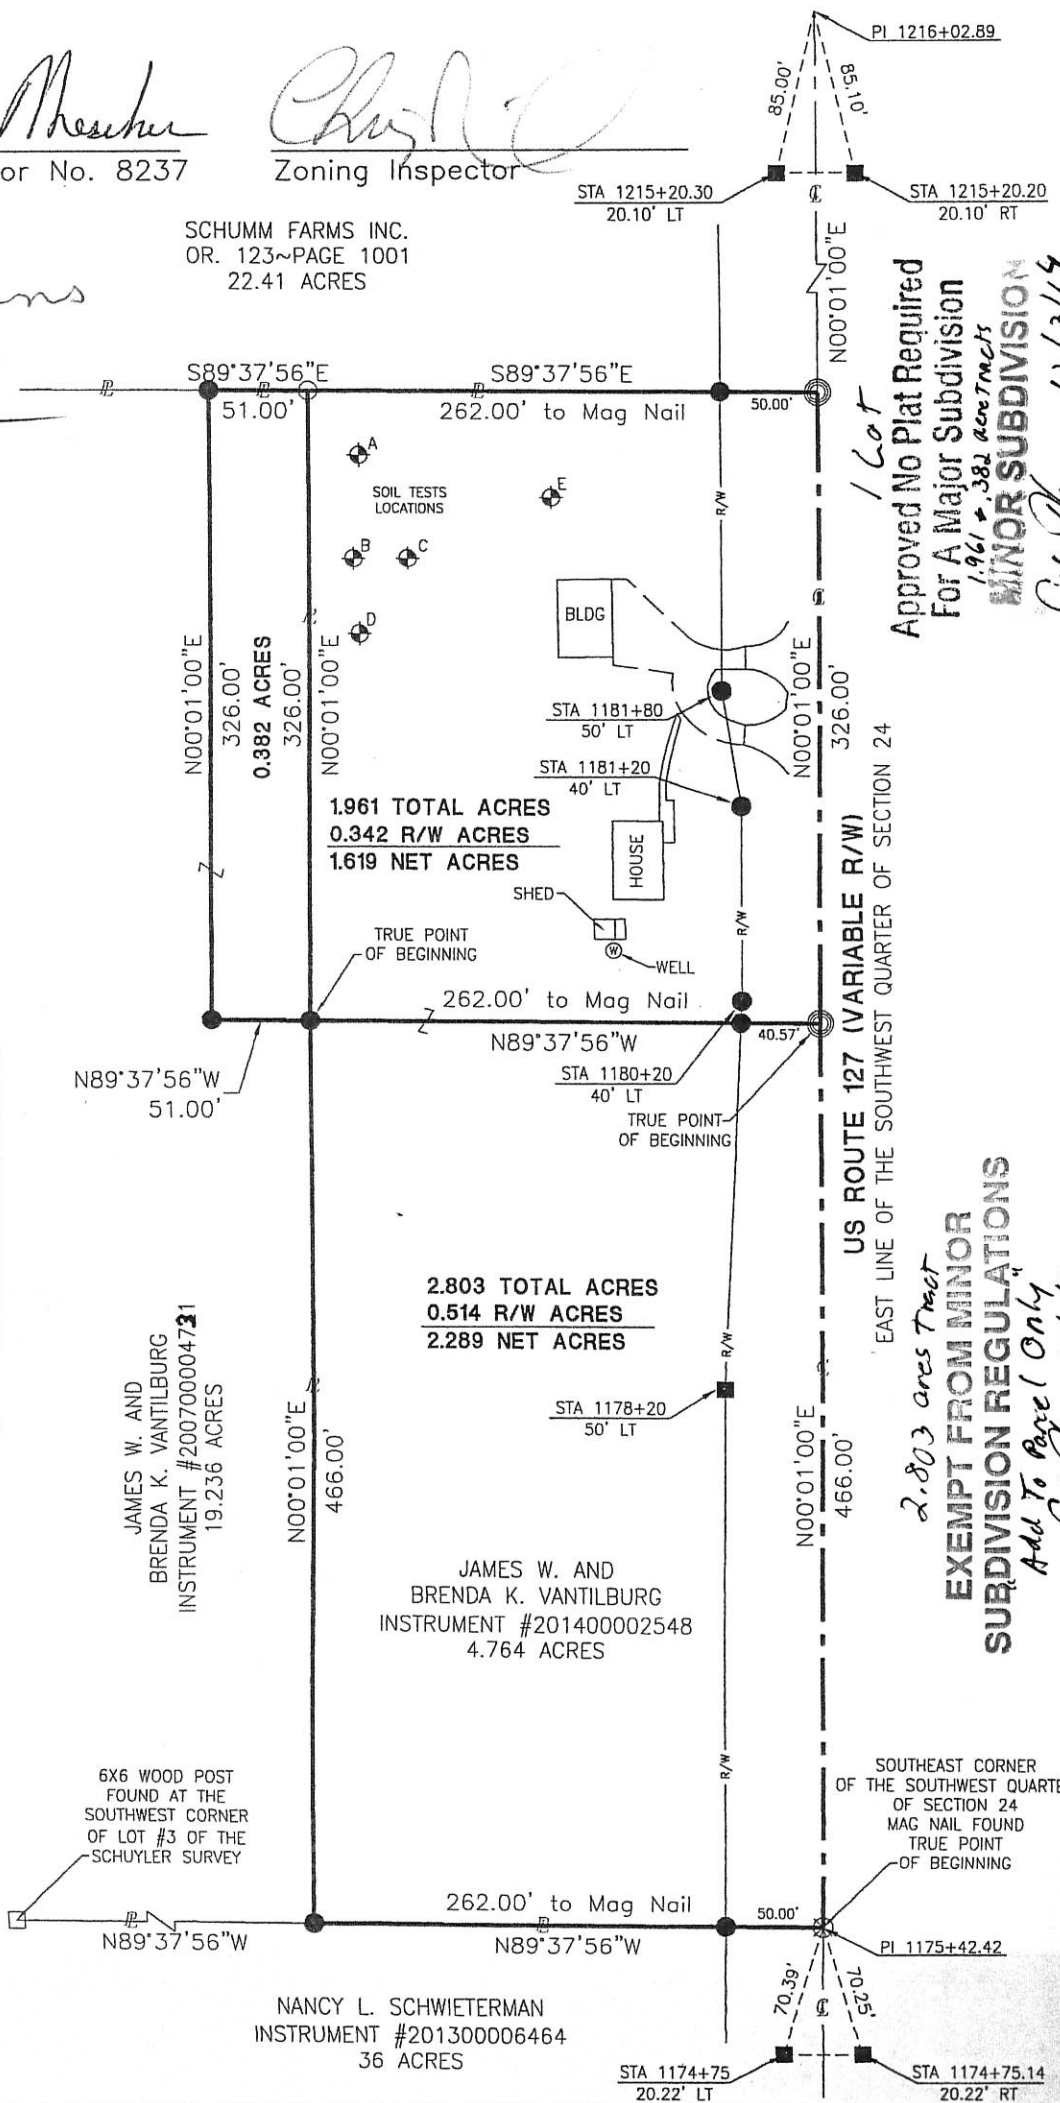 or No. 8237
Zoning Inspector
PI 1216+02.89
85.00'
85.10'
STA 1215+20.30
20.10' LT
STA 1215+20.20
20.10' RT
SCHUMM FARMS INC.
OR. 123~PAGE 1001
22.41 ACRES
N00°01'00"E
S89°37'56"E
51.00'
S89°37'56"E
262.00' to Mag Nail
50.00'
1 Lot
Approved No Plat Required
For A Major Subdivision
1.961 + .382 acre Tracts
MINOR SUBDIVISION
A
SOIL TESTS
LOCATIONS
E
B
C
D
R/W
BLDG
N00°01'00"E
326.00'
0.382 ACRES
326.00'
N00°01'00"E
STA 1181+80
50' LT
STA 1181+20
40' LT
N00°01'00"E
326.00'
1.961 TOTAL ACRES
0.342 R/W ACRES
1.619 NET ACRES
HOUSE
SHED
W
WELL
R/W
TRUE POINT
OF BEGINNING
262.00' to Mag Nail
N89°37'56"W
40.57'
N89°37'56"W
51.00'
STA 1180+20
40' LT
TRUE POINT
OF BEGINNING
US ROUTE 127 (VARIABLE R/W)
EAST LINE OF THE SOUTHWEST QUARTER OF SECTION 24
2.803 acres Tract
EXEMPT FROM MINOR
SUBDIVISION REGULATIONS
"Add To Parcel Only"
2.803 TOTAL ACRES
0.514 R/W ACRES
2.289 NET ACRES
R/W
STA 1178+20
50' LT
JAMES W. AND
BRENDA K. VANTILBURG
INSTRUMENT #200700004731
19.236 ACRES
N00°01'00"E
466.00'
N00°01'00"E
466.00'
JAMES W. AND
BRENDA K. VANTILBURG
INSTRUMENT #201400002548
4.764 ACRES
R/W
6X6 WOOD POST
FOUND AT THE
SOUTHWEST CORNER
OF LOT #3 OF THE
SCHUYLER SURVEY
SOUTHEAST CORNER
OF THE SOUTHWEST QUARTE
OF SECTION 24
MAG NAIL FOUND
TRUE POINT
OF BEGINNING
N89°37'56"W
262.00' to Mag Nail
N89°37'56"W
50.00'
PI 1175+42.42
70.39'
70.25'
NANCY L. SCHWIETERMAN
INSTRUMENT #201300006464
36 ACRES
STA 1174+75
20.22' LT
STA 1174+75.14
20.22' RT